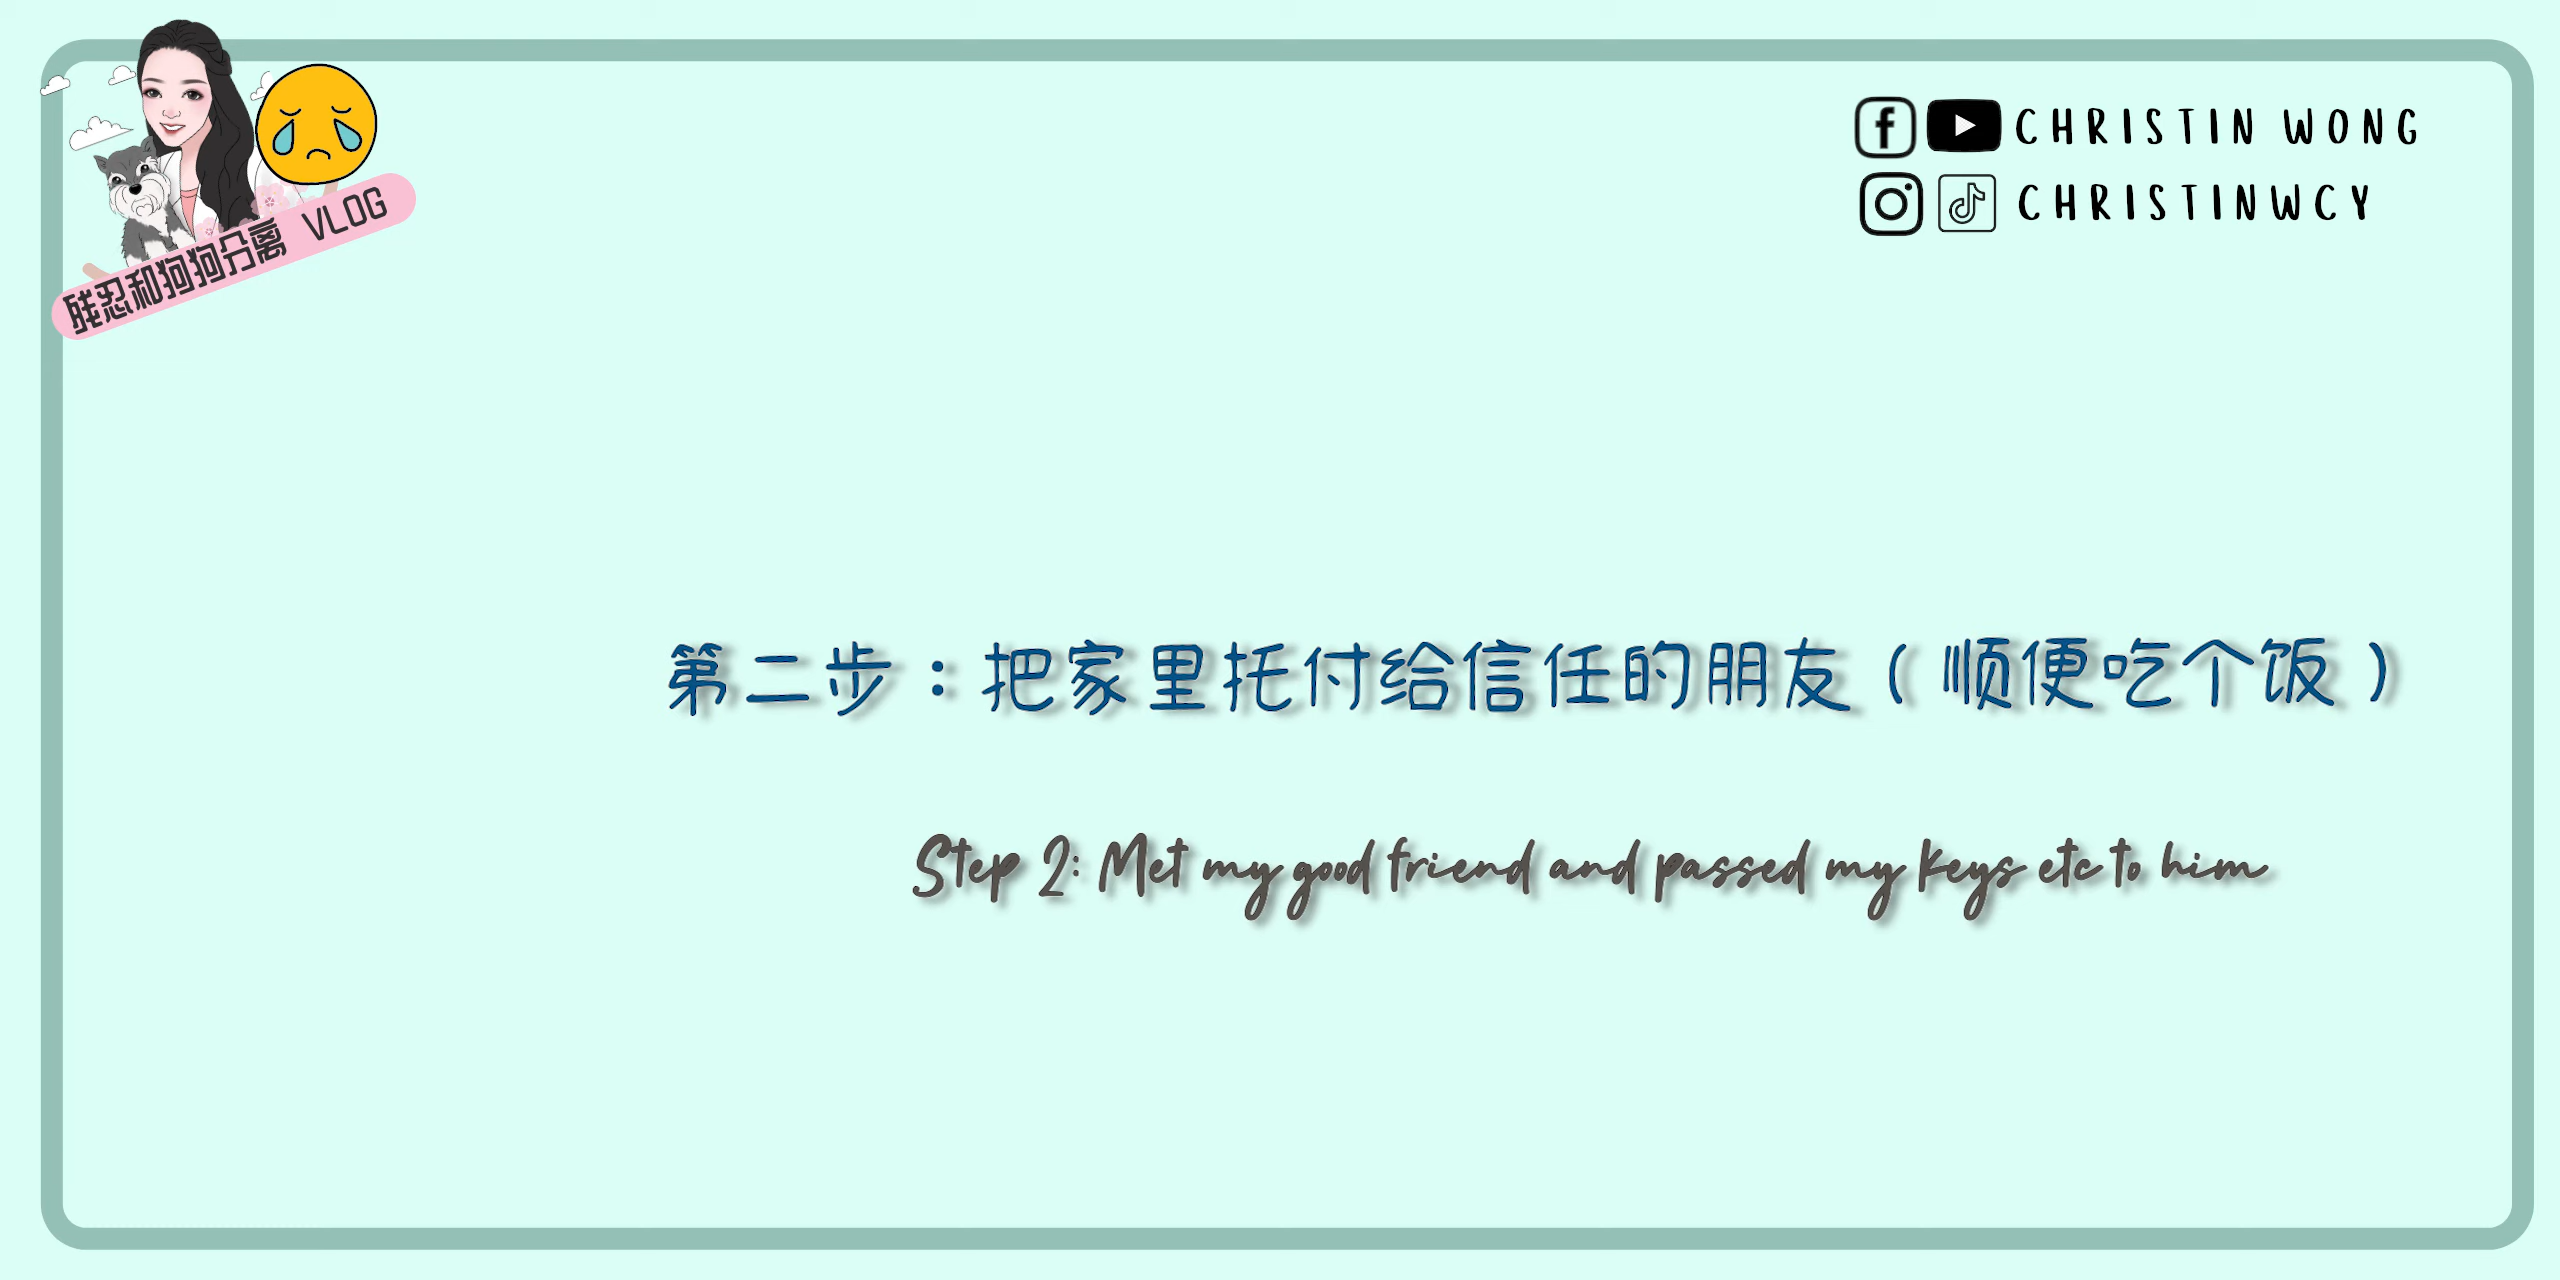 残忍和狗狗分离 VLOG
CHRISTIN WONG
CHRISTINWCY
第二步：把家里托付给信任的朋友（顺便吃个饭）
Step 2: Met my good friend and passed my keys etc to him